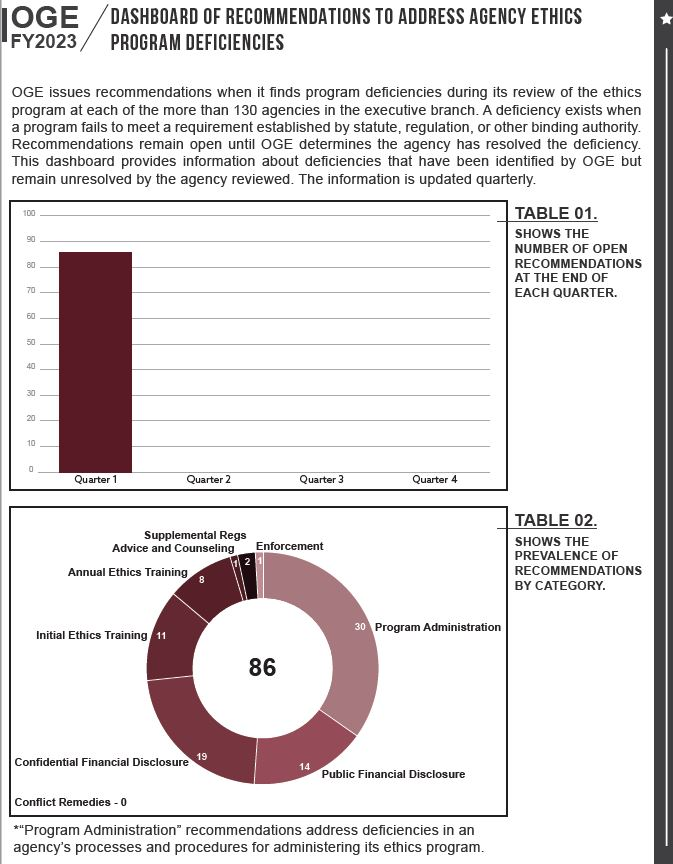 OGE
FY2023
DASHBOARD OF RECOMMENDATIONS TO ADDRESS AGENCY ETHICS
PROGRAM DEFICIENCIES
OGE issues recommendations when it finds program deficiencies during its review of the ethics
program at each of the more than 130 agencies in the executive branch. A deficiency exists when
a program fails to meet a requirement established by statute, regulation, or other binding authority.
Recommendations remain open until OGE determines the agency has resolved the deficiency.
This dashboard provides information about deficiencies that have been identified by OGE but
remain unresolved by the agency reviewed. The information is updated quarterly.
100
90
80
70
60
50
40
30
20
10
0
Quarter 1 Quarter 2 Quarter 3 Quarter 4
TABLE 01.
SHOWS THE
NUMBER OF OPEN
RECOMMENDATIONS
AT THE END OF
EACH QUARTER.
Supplemental Regs
Advice and Counseling
Enforcement
1 2 1
Annual Ethics Training
8
30 Program Administration
Initial Ethics Training 11
86
Confidential Financial Disclosure 19
14 Public Financial Disclosure
Conflict Remedies - 0
TABLE 02.
SHOWS THE
PREVALENCE OF
RECOMMENDATIONS
BY CATEGORY.
*“Program Administration” recommendations address deficiencies in an
agency’s processes and procedures for administering its ethics program.